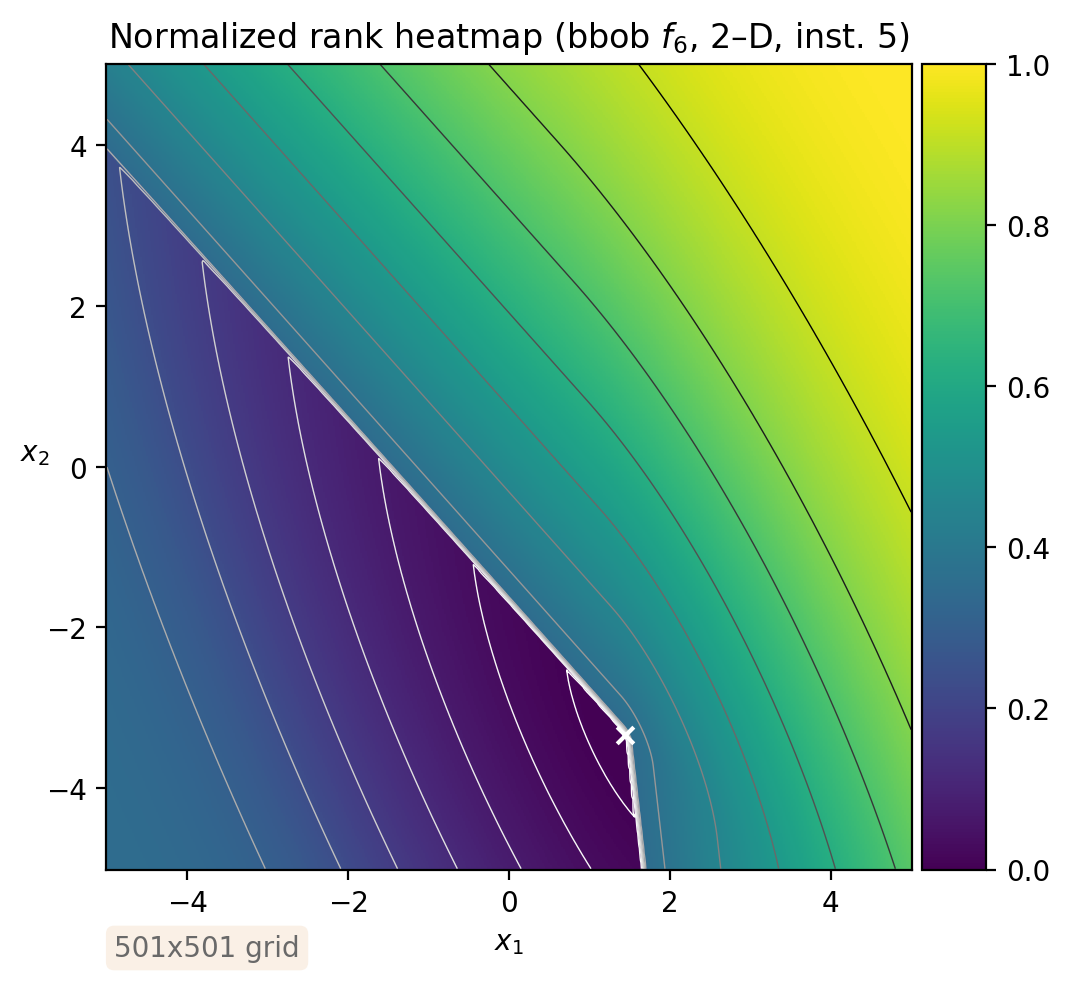 Normalized rank heatmap (bbob f₆, 2–D, inst. 5)
1.0
0.8
0.6
0.4
0.2
0.0
4
2
0
−2
−4
x₂
−4 −2 0 2 4
x₁
501x501 grid